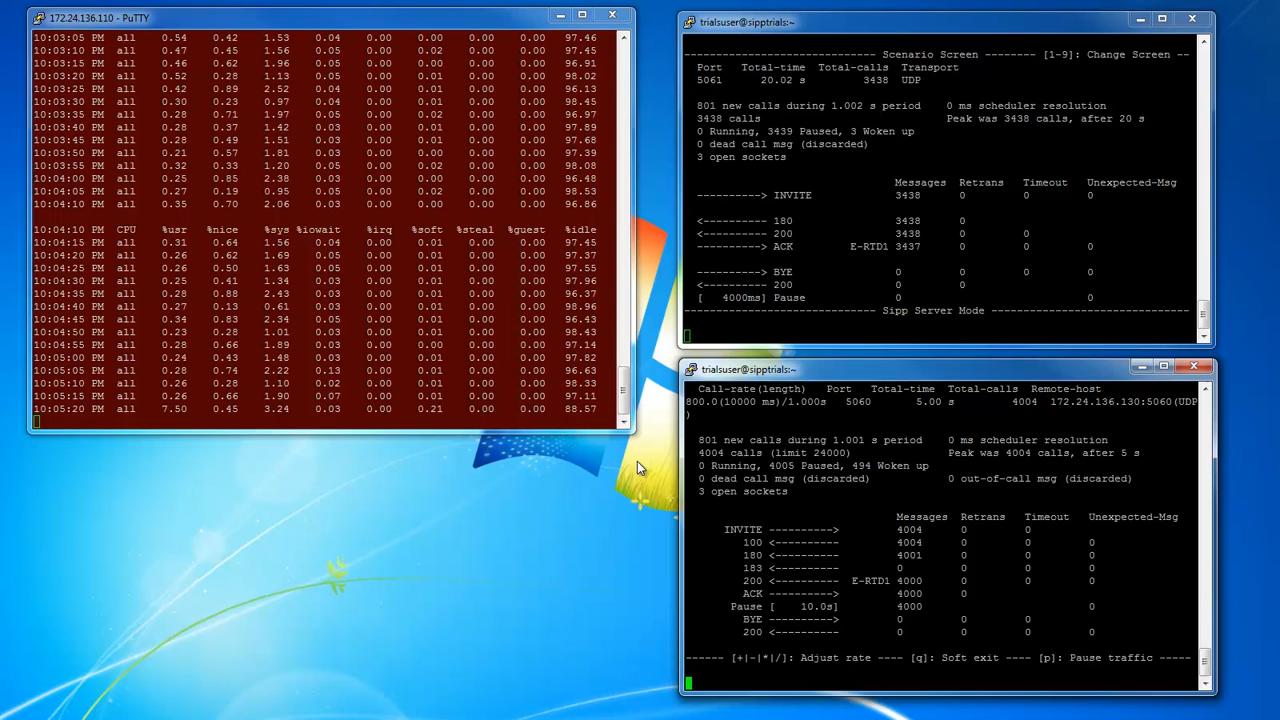 172.24.136.110 - PuTTY
10:03:05 PM all 0.54 0.42 1.53 0.04 0.00 0.00 0.00 0.00 97.46
10:03:10 PM all 0.47 0.45 1.56 0.05 0.00 0.02 0.00 0.00 97.45
10:03:15 PM all 0.46 0.62 1.96 0.05 0.00 0.00 0.00 0.00 96.91
10:03:20 PM all 0.52 0.28 1.13 0.05 0.00 0.00 0.00 0.00 98.02
10:03:25 PM all 0.42 0.89 2.52 0.04 0.00 0.00 0.00 0.00 96.13
10:03:30 PM all 0.30 0.23 0.97 0.04 0.00 0.01 0.00 0.00 98.45
10:03:35 PM all 0.28 0.71 1.97 0.05 0.00 0.02 0.00 0.00 96.97
10:03:40 PM all 0.28 0.37 1.42 0.03 0.00 0.00 0.00 0.00 97.89
10:03:45 PM all 0.28 0.49 1.51 0.03 0.00 0.01 0.00 0.00 97.68
10:03:50 PM all 0.21 0.57 1.81 0.03 0.00 0.00 0.00 0.00 97.39
10:03:55 PM all 0.32 0.33 1.20 0.05 0.00 0.02 0.00 0.00 98.08
10:04:00 PM all 0.25 0.85 2.38 0.04 0.00 0.00 0.00 0.00 96.48
10:04:05 PM all 0.27 0.19 0.95 0.05 0.00 0.02 0.00 0.00 98.53
10:04:10 PM all 0.35 0.70 2.06 0.03 0.00 0.00 0.00 0.00 96.86
10:04:10 PM CPU %usr %nice %sys %iowait %irq %soft %steal %guest %idle
10:04:15 PM all 0.31 0.64 1.56 0.04 0.00 0.00 0.00 0.00 97.45
10:04:20 PM all 0.26 0.62 1.69 0.05 0.00 0.01 0.00 0.00 97.37
10:04:25 PM all 0.26 0.50 1.63 0.05 0.00 0.01 0.00 0.00 97.55
10:04:30 PM all 0.25 0.41 1.34 0.03 0.00 0.01 0.00 0.00 97.96
10:04:35 PM all 0.28 0.88 2.43 0.03 0.00 0.01 0.00 0.00 96.37
10:04:40 PM all 0.27 0.13 0.61 0.03 0.00 0.00 0.00 0.00 98.96
10:04:45 PM all 0.34 0.83 2.34 0.05 0.00 0.01 0.00 0.00 96.43
10:04:50 PM all 0.23 0.28 1.01 0.03 0.00 0.01 0.00 0.00 98.43
10:04:55 PM all 0.28 0.66 1.89 0.03 0.00 0.01 0.00 0.00 97.14
10:05:00 PM all 0.24 0.43 1.48 0.03 0.00 0.01 0.00 0.00 97.82
10:05:05 PM all 0.28 0.74 2.22 0.13 0.00 0.01 0.00 0.00 96.63
10:05:10 PM all 0.26 0.28 1.10 0.02 0.00 0.01 0.00 0.00 98.33
10:05:15 PM all 0.26 0.66 1.90 0.07 0.00 0.01 0.00 0.00 97.11
10:05:20 PM all 7.50 0.45 3.24 0.03 0.00 0.21 0.00 0.00 88.57
trialsuser@sipptrials:~
------------------------------ Scenario Screen -------- [1-9]: Change Screen --
Port Total-time Total-calls Transport
5061 20.02 s 3438 UDP
801 new calls during 1.002 s period 0 ms scheduler resolution
3438 calls Peak was 3438 calls, after 20 s
0 Running, 3439 Paused, 3 Woken up
0 dead call msg (discarded)
3 open sockets
Messages Retrans Timeout Unexpected-Msg
----------> INVITE 3438 0 0 0
<---------- 180 3438 0
<---------- 200 3438 0 0
----------> ACK E-RTD1 3437 0 0 0
----------> BYE 0 0 0 0
<---------- 200 0 0
[ 4000ms] Pause 0 0
------------------------------ Sipp Server Mode -------------------------------
trialsuser@sipptrials:~
Call-rate(length) Port Total-time Total-calls Remote-host
800.0(10000 ms)/1.000s 5060 5.00 s 4004 172.24.136.130:5060(UDP
)
801 new calls during 1.001 s period 0 ms scheduler resolution
4004 calls (limit 24000) Peak was 4004 calls, after 5 s
0 Running, 4005 Paused, 494 Woken up
0 dead call msg (discarded) 0 out-of-call msg (discarded)
3 open sockets
Messages Retrans Timeout Unexpected-Msg
INVITE ----------> 4004 0 0
100 <---------- 4004 0 0 0
180 <---------- 4001 0 0 0
183 <---------- 0 0 0 0
200 <---------- E-RTD1 4000 0 0 0
ACK ----------> 4000 0
Pause [ 10.0s] 4000 0
BYE ----------> 0 0 0
200 <---------- 0 0 0 0
------ [+|-|*|/]: Adjust rate ---- [q]: Soft exit ---- [p]: Pause traffic -----